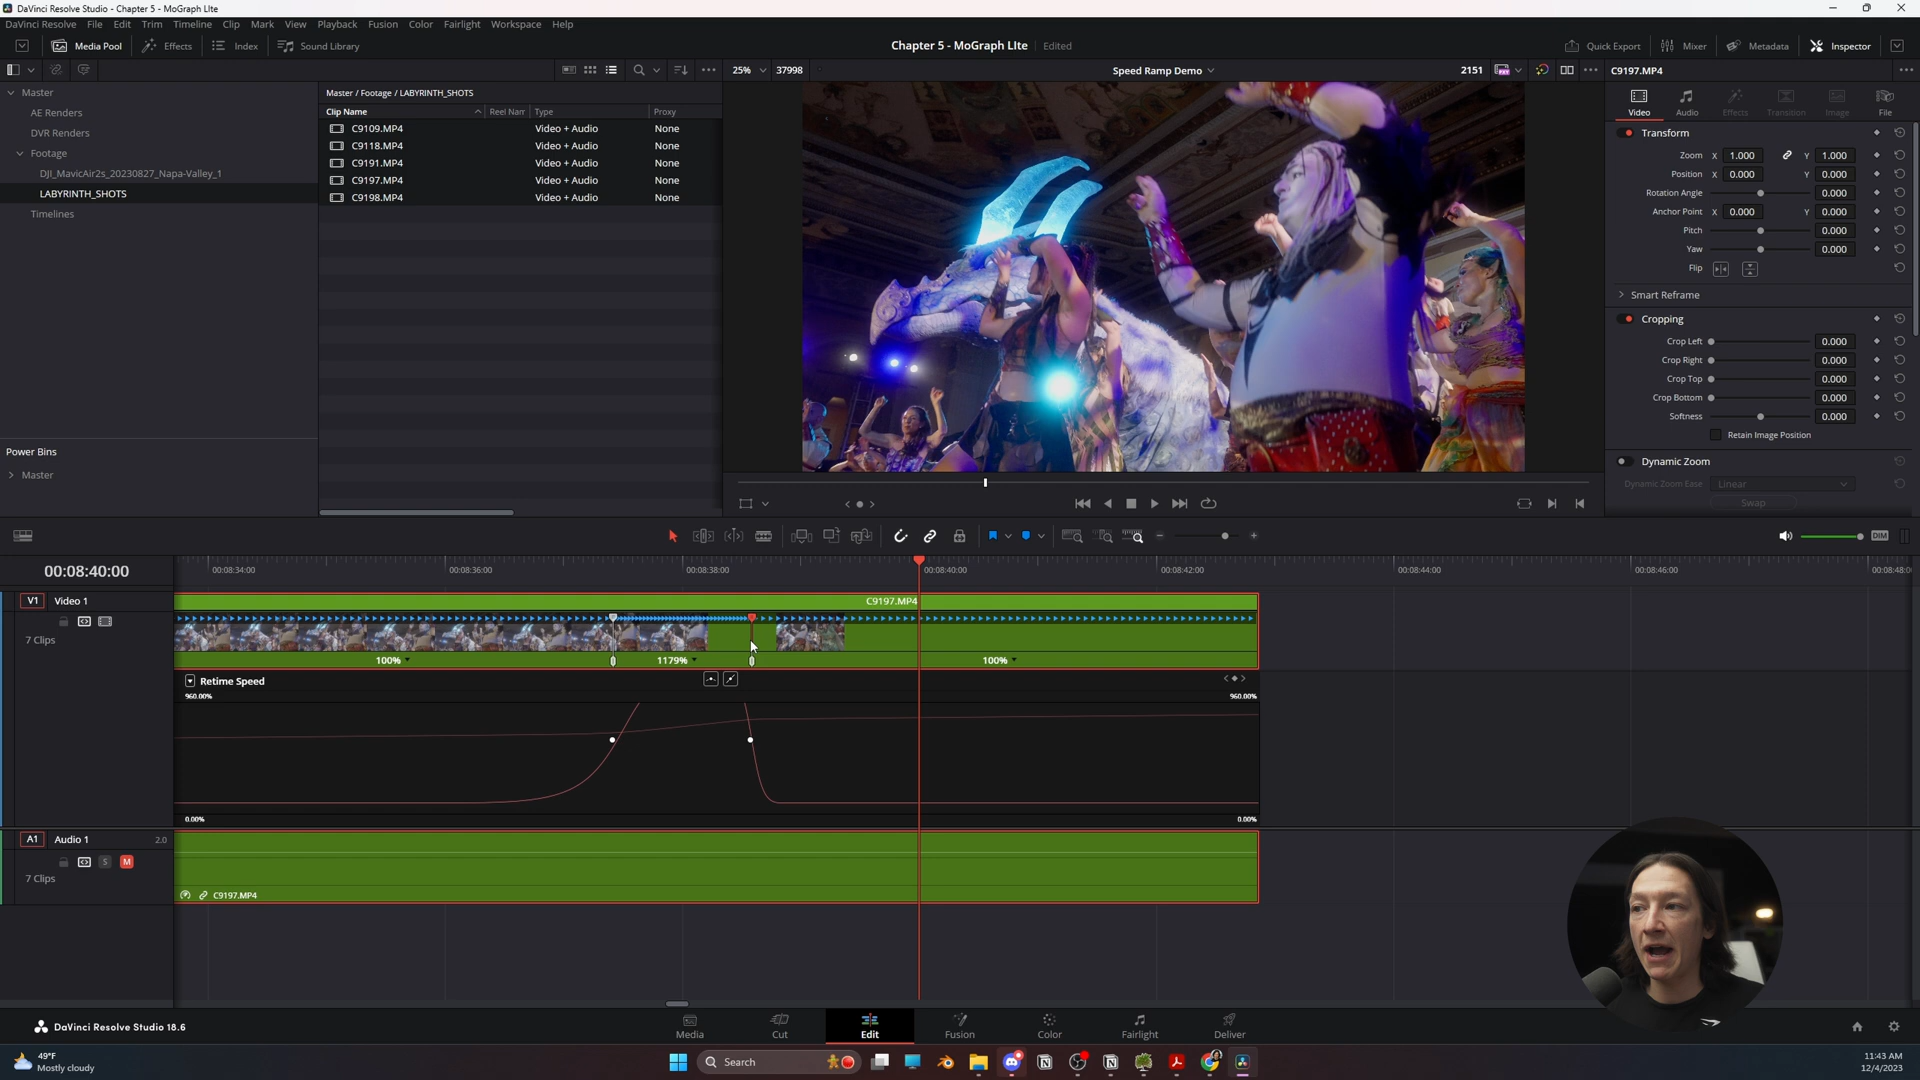 DaVinci Resolve Studio - Chapter 5 - MoGraph LIte
DaVinci Resolve File Edit Trim Timeline Clip Mark View Playback Fusion Color Fairlight Workspace Help
Media Pool Effects Index Sound Library
Chapter 5 - MoGraph LIte Edited
Quick Export Mixer Metadata Inspector
25% 37998 Speed Ramp Demo 2151 C9197.MP4
Master
AE Renders
DVR Renders
Footage
DJI_MavicAir2s_20230827_Napa-Valley_1
LABYRINTH_SHOTS
Timelines
Power Bins
Master
Master / Footage / LABYRINTH_SHOTS
Clip Name Reel Narr Type Proxy
C9109.MP4 Video + Audio None
C9118.MP4 Video + Audio None
C9191.MP4 Video + Audio None
C9197.MP4 Video + Audio None
C9198.MP4 Video + Audio None
Video Audio Effects Transition Image File
Transform
Zoom X 1.000 Y 1.000
Position X 0.000 Y 0.000
Rotation Angle 0.000
Anchor Point X 0.000 Y 0.000
Pitch 0.000
Yaw 0.000
Flip
Smart Reframe
Cropping
Crop Left 0.000
Crop Right 0.000
Crop Top 0.000
Crop Bottom 0.000
Softness 0.000
Retain Image Position
Dynamic Zoom
Dynamic Zoom Ease Linear
Swap
DIM
00:08:40:00
00:08:34:00 00:08:36:00 00:08:38:00 00:08:40:00 00:08:42:00 00:08:44:00 00:08:46:00 00:08:48:00
V1 Video 1
7 Clips
C9197.MP4
100% 1179% 100%
Retime Speed
960.00% 960.00%
0.00% 0.00%
A1 Audio 1 2.0
S M
7 Clips
C9197.MP4
DaVinci Resolve Studio 18.6
Media Cut Edit Fusion Color Fairlight Deliver
49°F
Mostly cloudy
Search
11:43 AM
12/4/2023